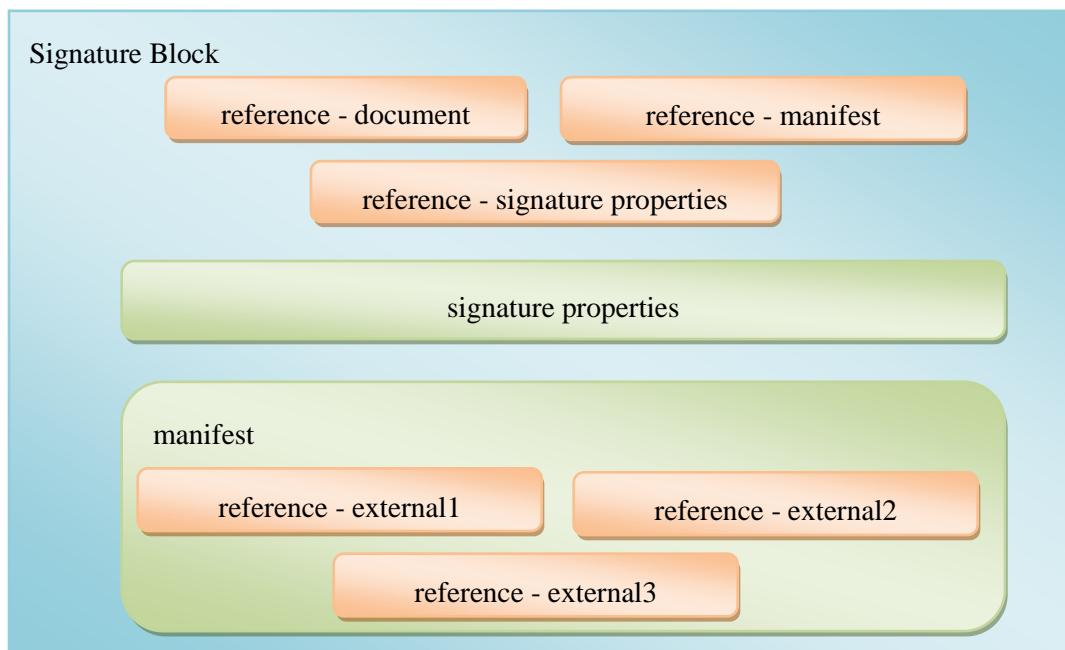 Signature Block
reference - document
reference - manifest
reference - signature properties
signature properties
manifest
reference - external1
reference - external2
reference - external3